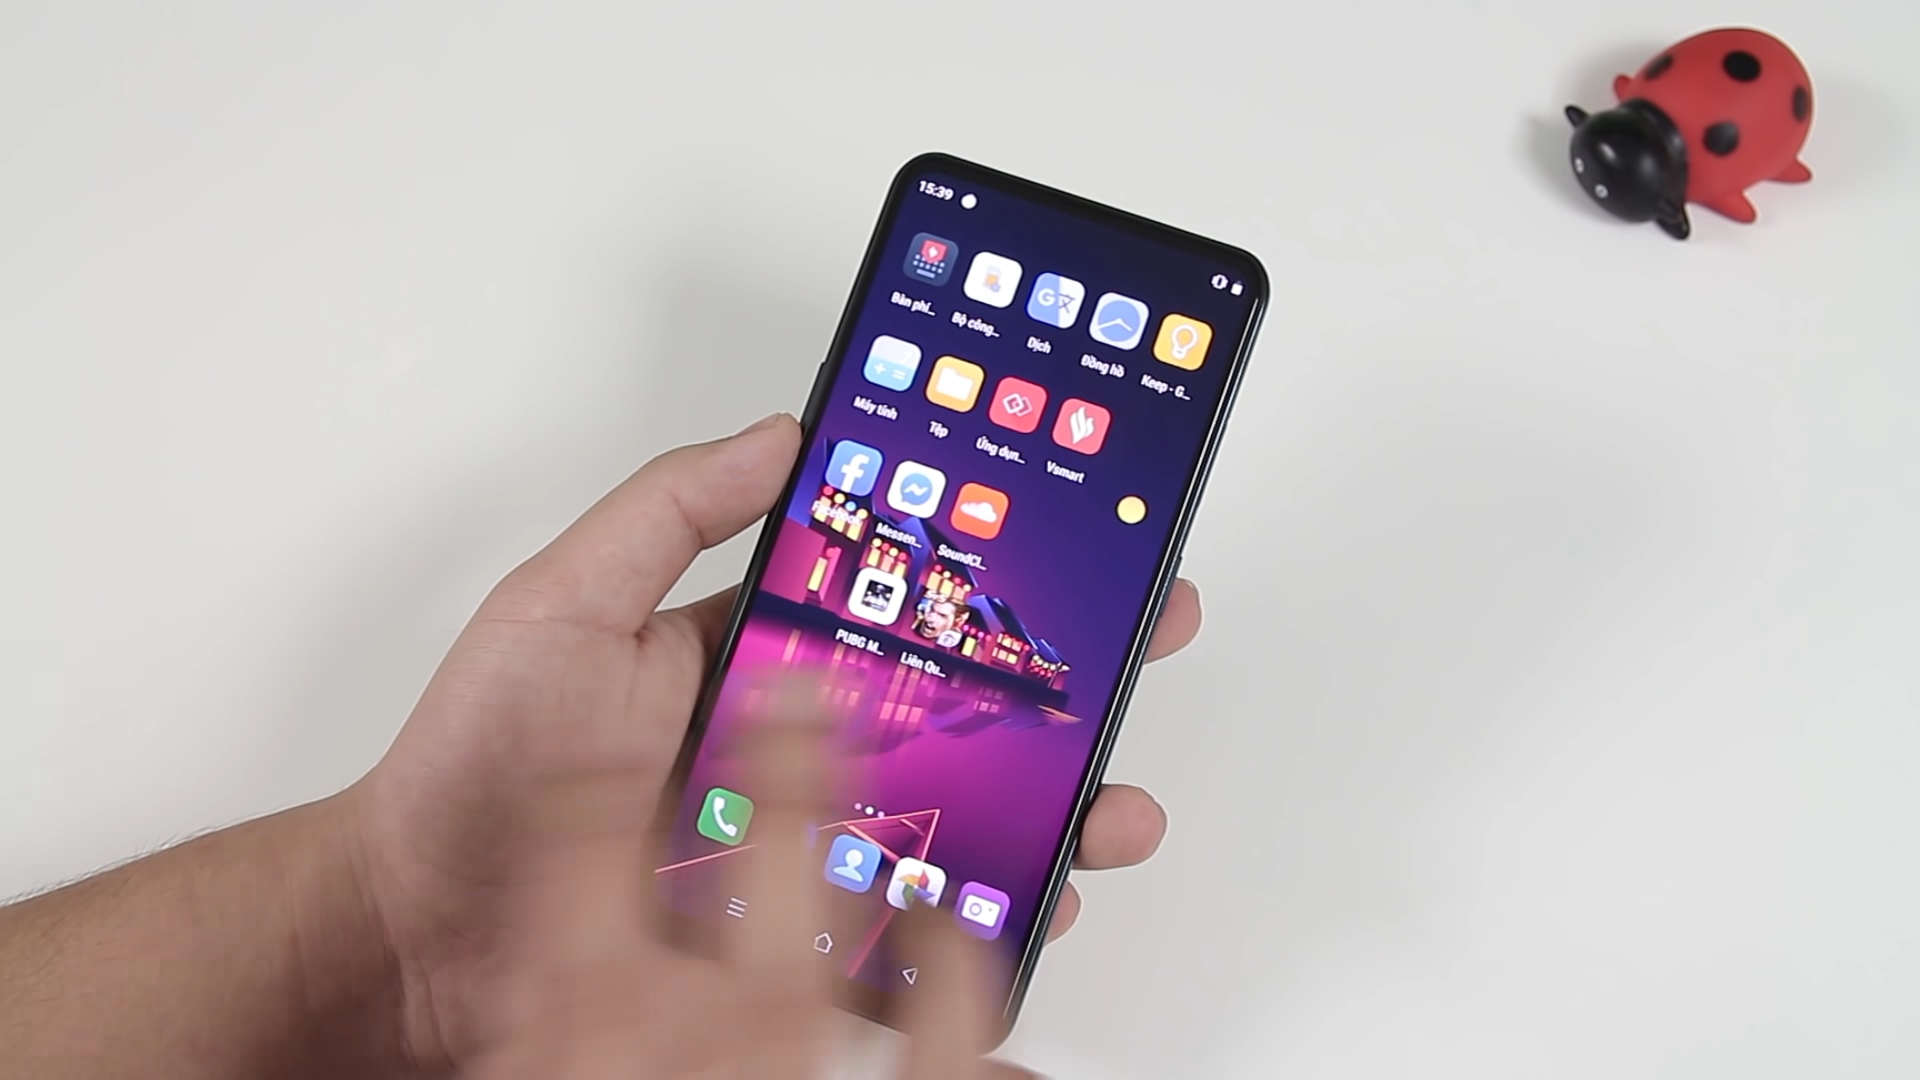 15:39
Bàn phí...
Bộ công...
Dịch
Đồng hồ
Keep - G...
Máy tính
Tệp
Ứng dụn...
Vsmart
Facebook
Messen...
SoundCl...
PUBG M...
Liên Qu...